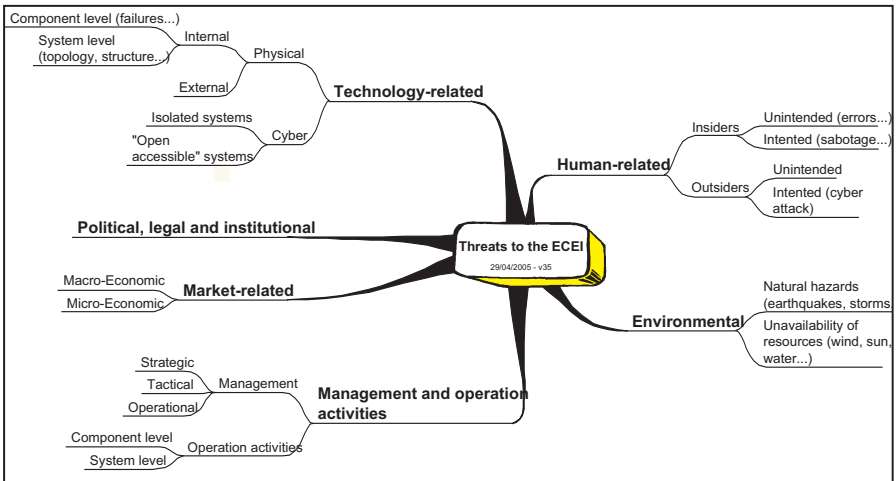 Component level (failures...)
System level
(topology, structure...)
Internal
External
Physical
Isolated systems
"Open
accessible" systems
Cyber
Technology-related
Human-related
Insiders
Unintended (errors...)
Intented (sabotage...)
Outsiders
Unintended
Intented (cyber
attack)
Political, legal and institutional
Threats to the ECEI
29/04/2005 - v35
Macro-Economic
Micro-Economic
Market-related
Environmental
Natural hazards
(earthquakes, storms
Unavailability of
resources (wind, sun,
water...)
Strategic
Tactical
Operational
Management
Component level
System level
Operation activities
Management and operation
activities